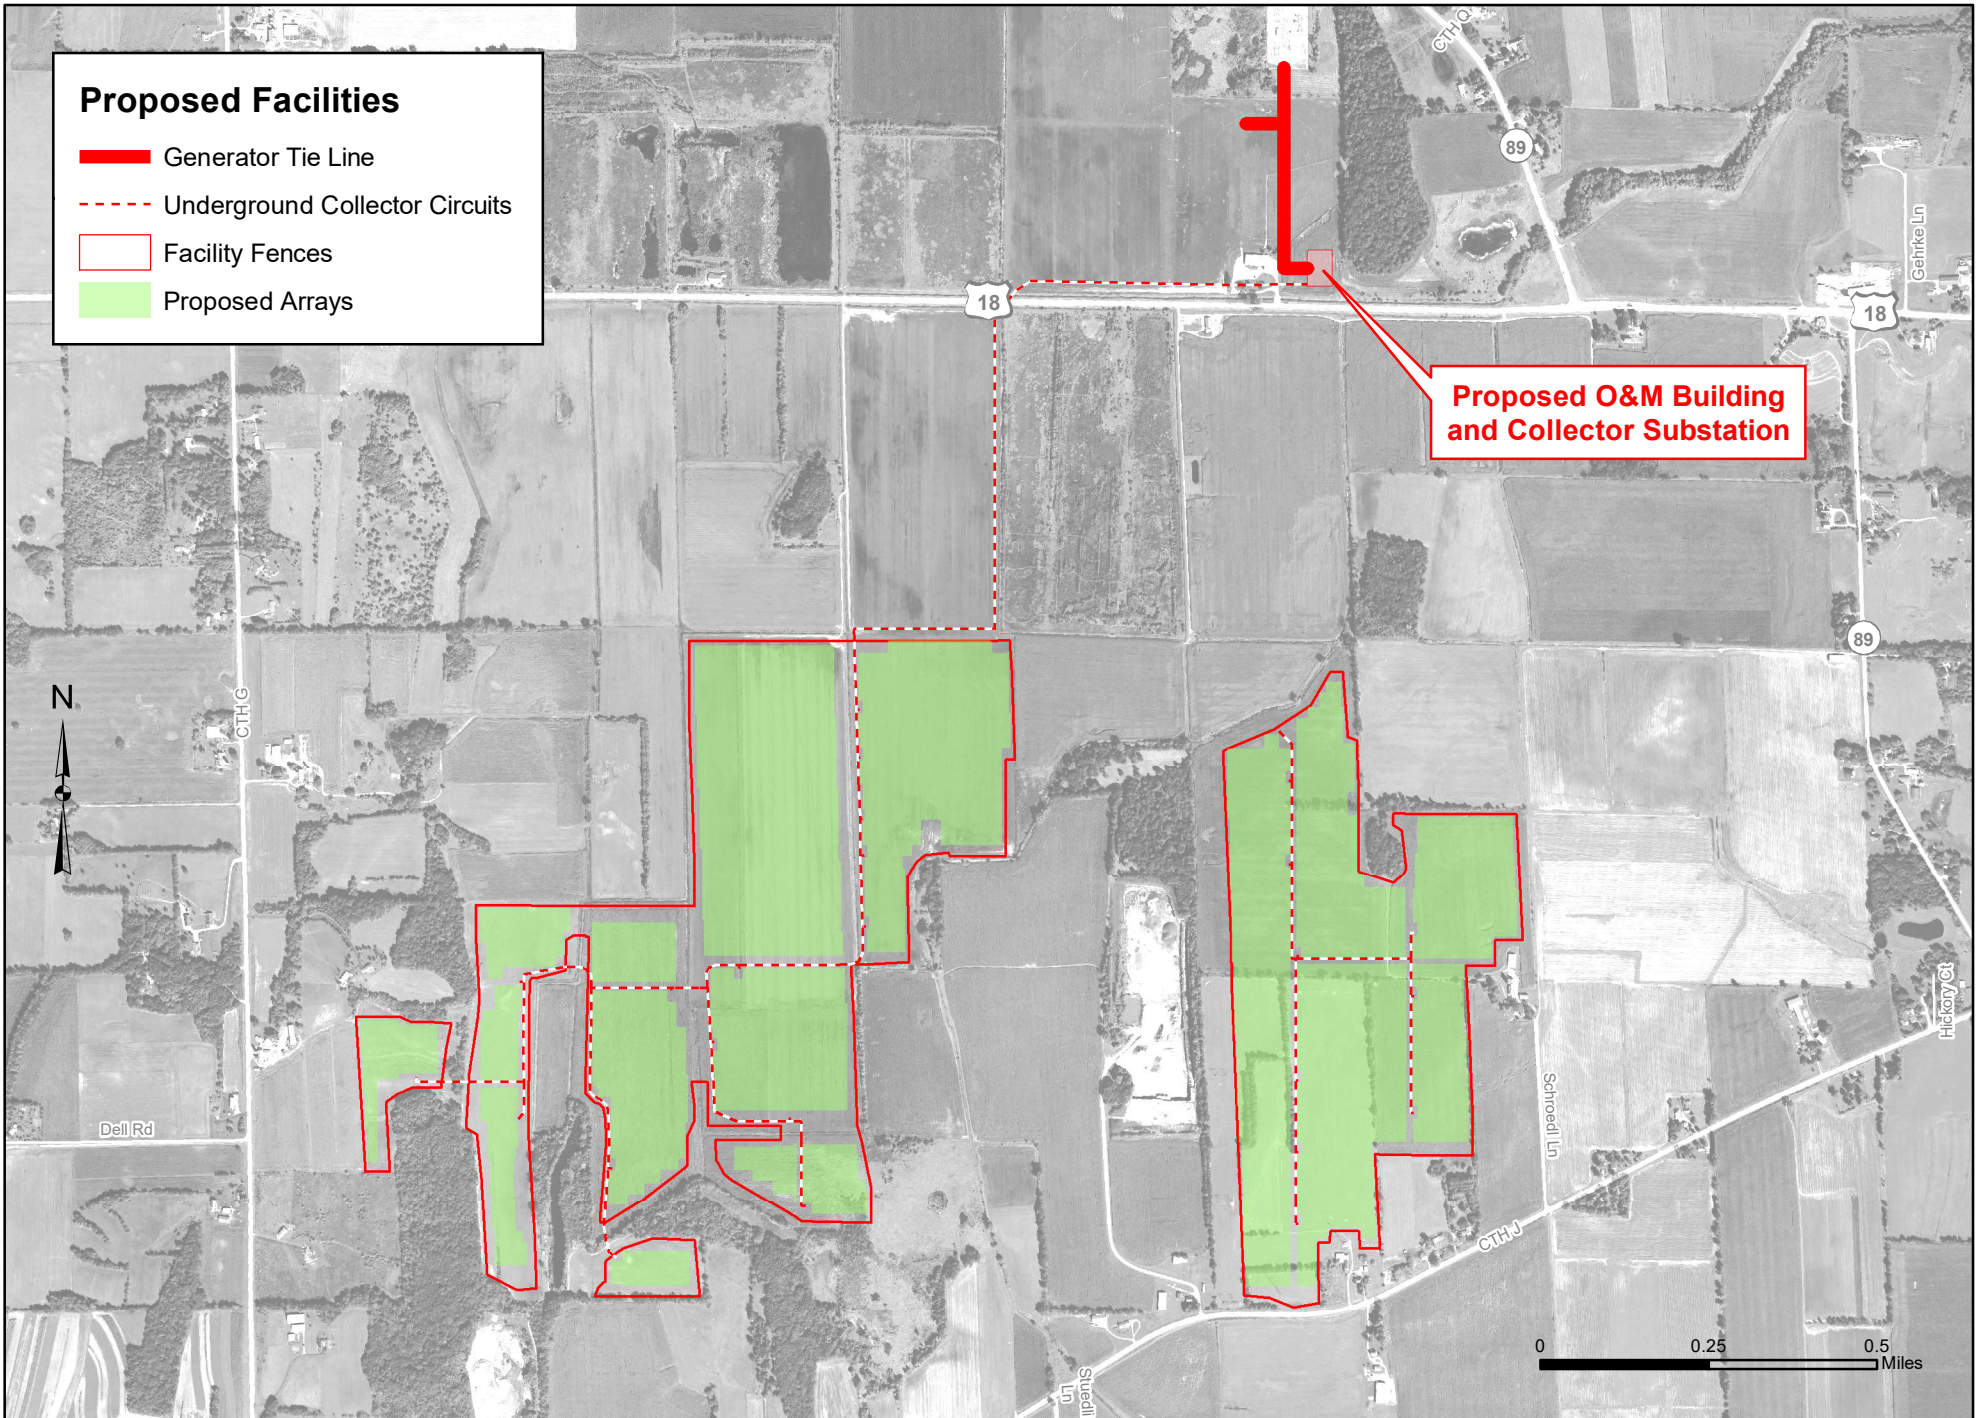 Proposed Facilities
Generator Tie Line
Underground Collector Circuits
Facility Fences
Proposed Arrays
CTH Q
89
Gehrke Ln
18
18
Proposed O&M Building
and Collector Substation
89
N
CTH G
Hickory Ct
Dell Rd
Schroedl Ln
CTH J
Stuedli
Ln
0 0.25 0.5
Miles